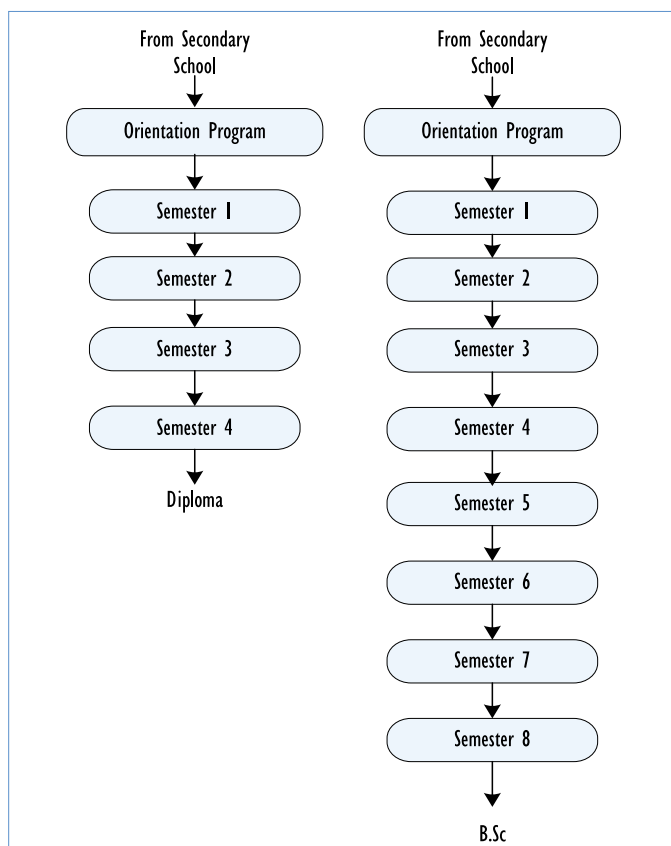 From Secondary
School
Orientation Program
Semester 1
Semester 2
Semester 3
Semester 4
Diploma
From Secondary
School
Orientation Program
Semester 1
Semester 2
Semester 3
Semester 4
Semester 5
Semester 6
Semester 7
Semester 8
B.Sc